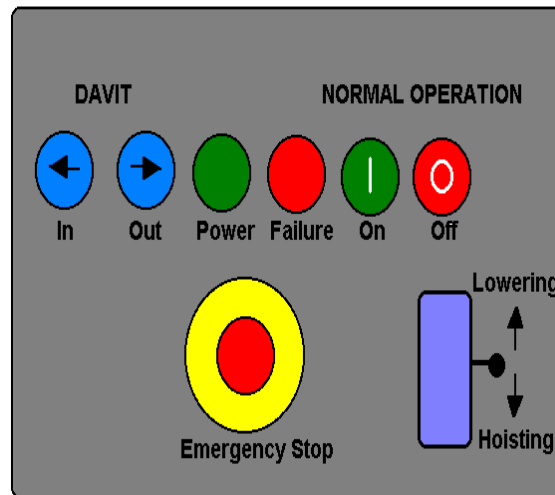 DAVIT NORMAL OPERATION
In Out Power Failure On Off
Lowering
Hoisting
Emergency Stop